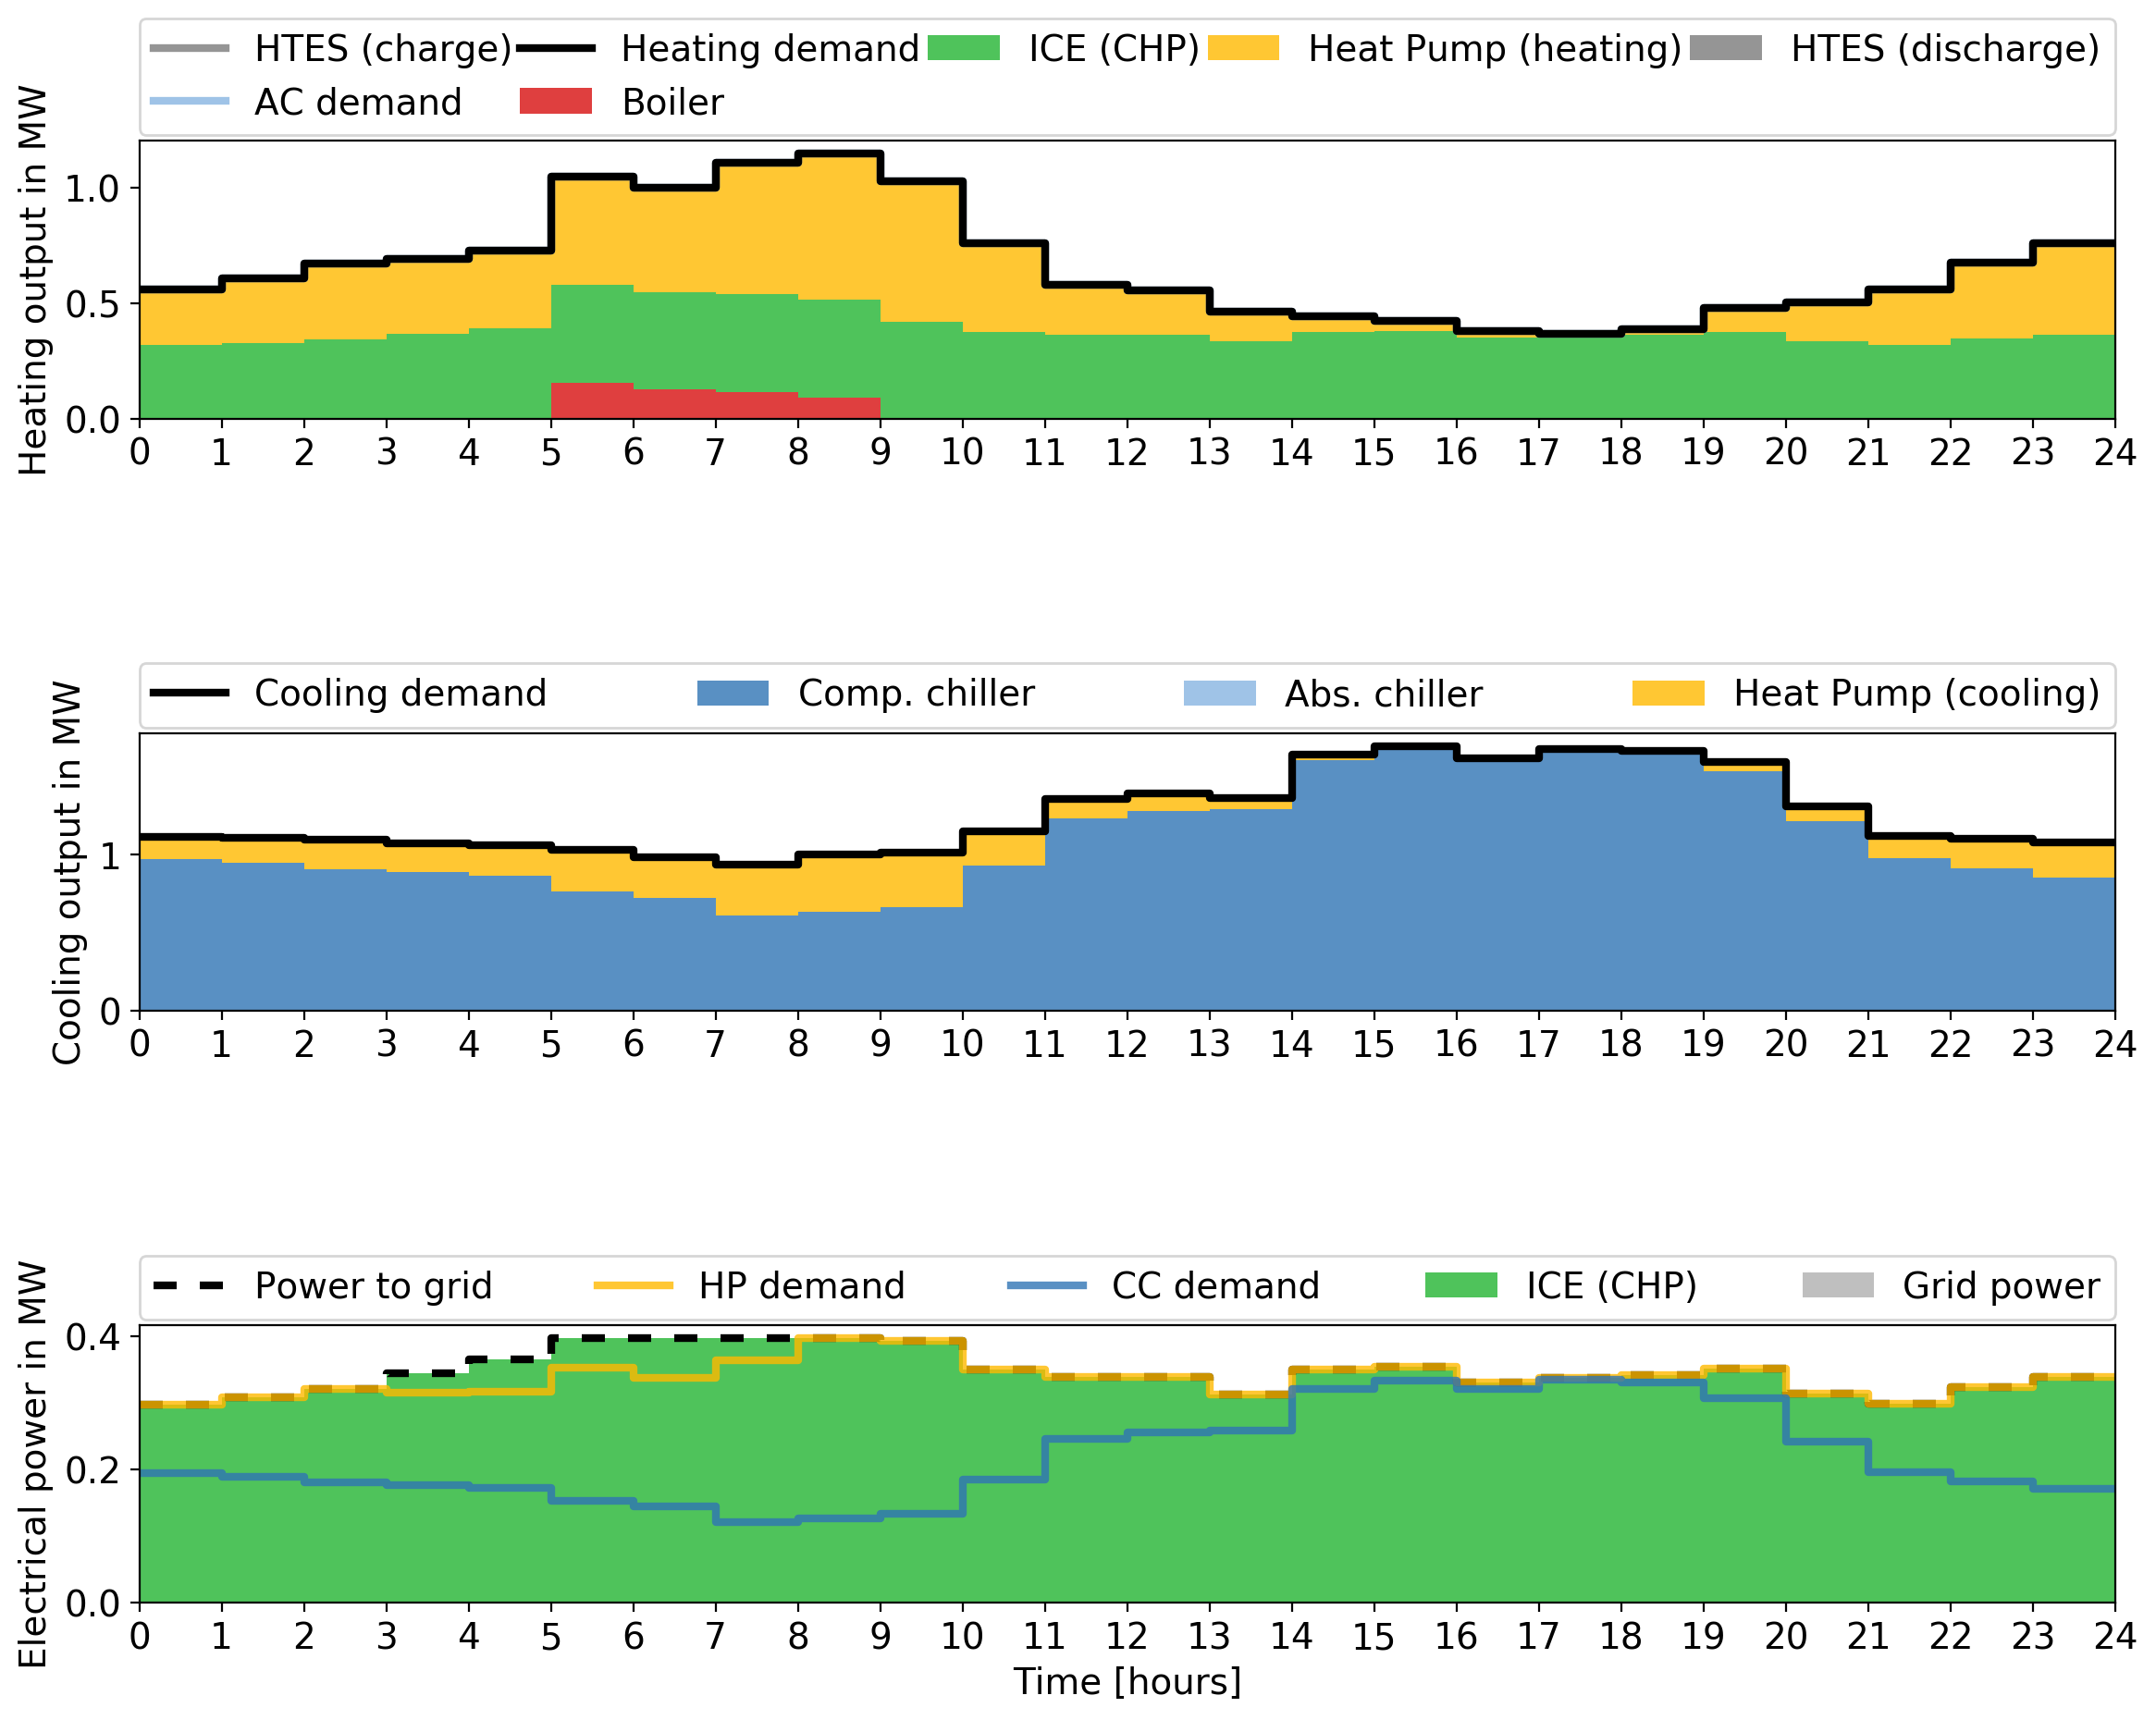 HTES (charge) Heating demand ICE (CHP) Heat Pump (heating) HTES (discharge)
AC demand Boiler
Heating output in MW
1.0
0.5
0.0
0 1 2 3 4 5 6 7 8 9 10 11 12 13 14 15 16 17 18 19 20 21 22 23 24
Cooling demand Comp. chiller Abs. chiller Heat Pump (cooling)
Cooling output in MW
1
0
0 1 2 3 4 5 6 7 8 9 10 11 12 13 14 15 16 17 18 19 20 21 22 23 24
Power to grid HP demand CC demand ICE (CHP) Grid power
Electrical power in MW
0.4
0.2
0.0
0 1 2 3 4 5 6 7 8 9 10 11 12 13 14 15 16 17 18 19 20 21 22 23 24
Time [hours]